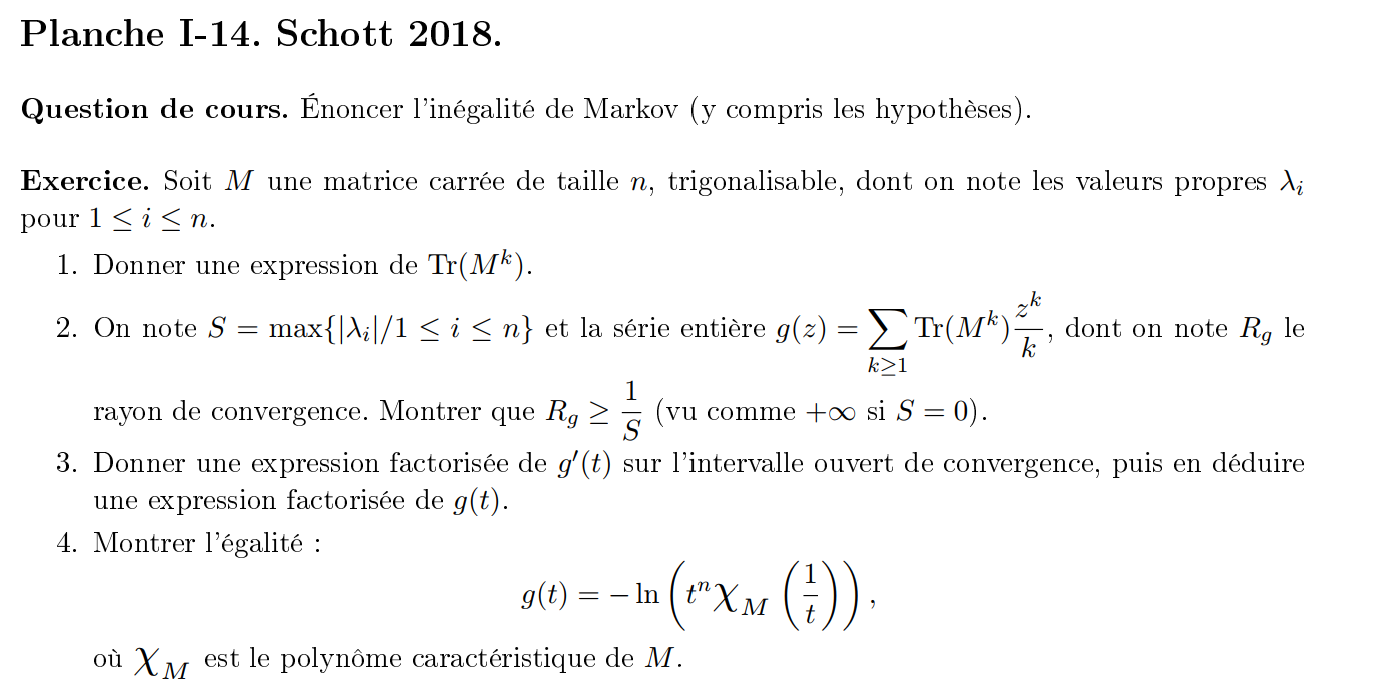 Planche I-14. Schott 2018.
Question de cours. Énoncer l'inégalité de Markov (y compris les hypothèses).
Exercice. Soit $M$ une matrice carrée de taille $n$, trigonalisable, dont on note les valeurs propres $\lambda_i$
pour $1 \leq i \leq n$.
1. Donner une expression de $\mathrm{Tr}(M^k)$.
2. On note $S = \max\{|\lambda_i|/1 \leq i \leq n\}$ et la série entière $g(z) = \sum_{k \geq 1} \mathrm{Tr}(M^k)\frac{z^k}{k}$, dont on note $R_g$ le
rayon de convergence. Montrer que $R_g \geq \frac{1}{S}$ (vu comme $+\infty$ si $S = 0$).
3. Donner une expression factorisée de $g'(t)$ sur l'intervalle ouvert de convergence, puis en déduire
une expression factorisée de $g(t)$.
4. Montrer l'égalité :
$g(t) = -\ln\left(t^n \chi_M\left(\frac{1}{t}\right)\right),$
où $\chi_M$ est le polynôme caractéristique de $M$.